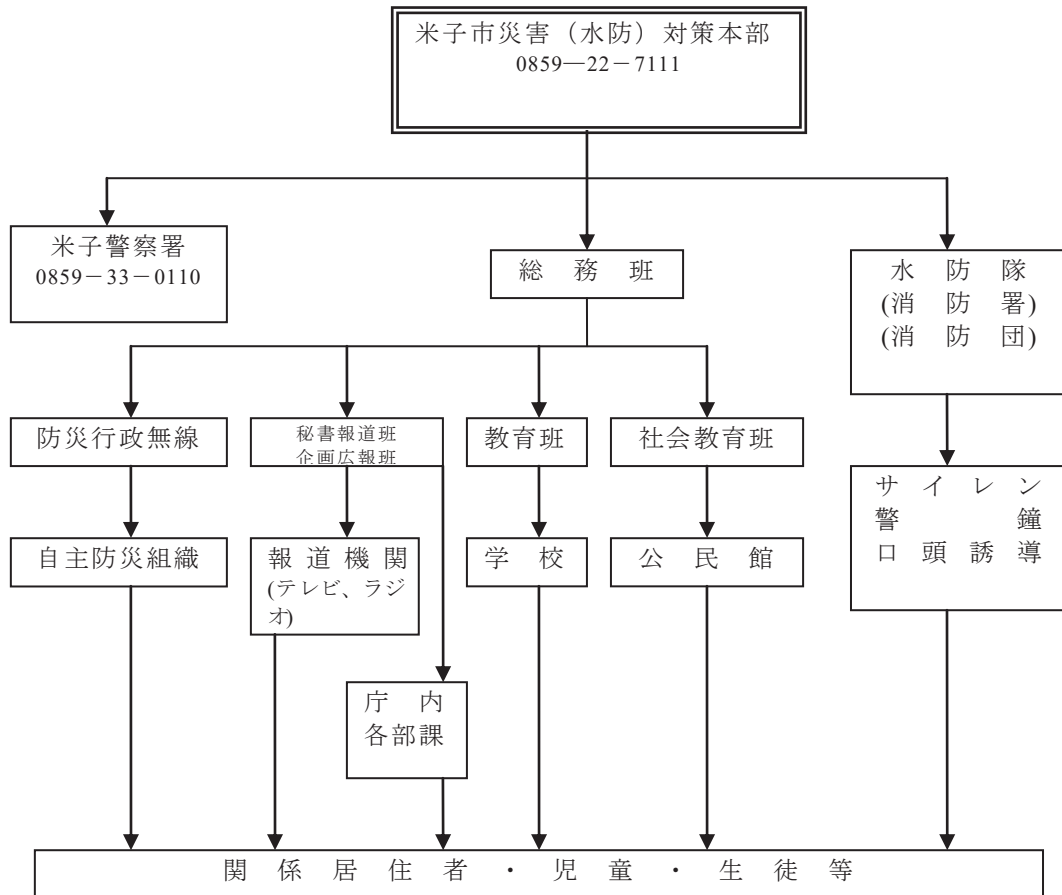 米子市災害（水防）対策本部
0859―22－7111
米子警察署
0859－33－0110
総務班
水防隊
(消防署)
(消防団)
防災行政無線
秘書報道班
企画広報班
教育班
社会教育班
サイレン
警鐘
口頭誘導
自主防災組織
報道機関
(テレビ、ラジ
オ)
学校
公民館
庁内
各部課
関係居住者・児童・生徒等